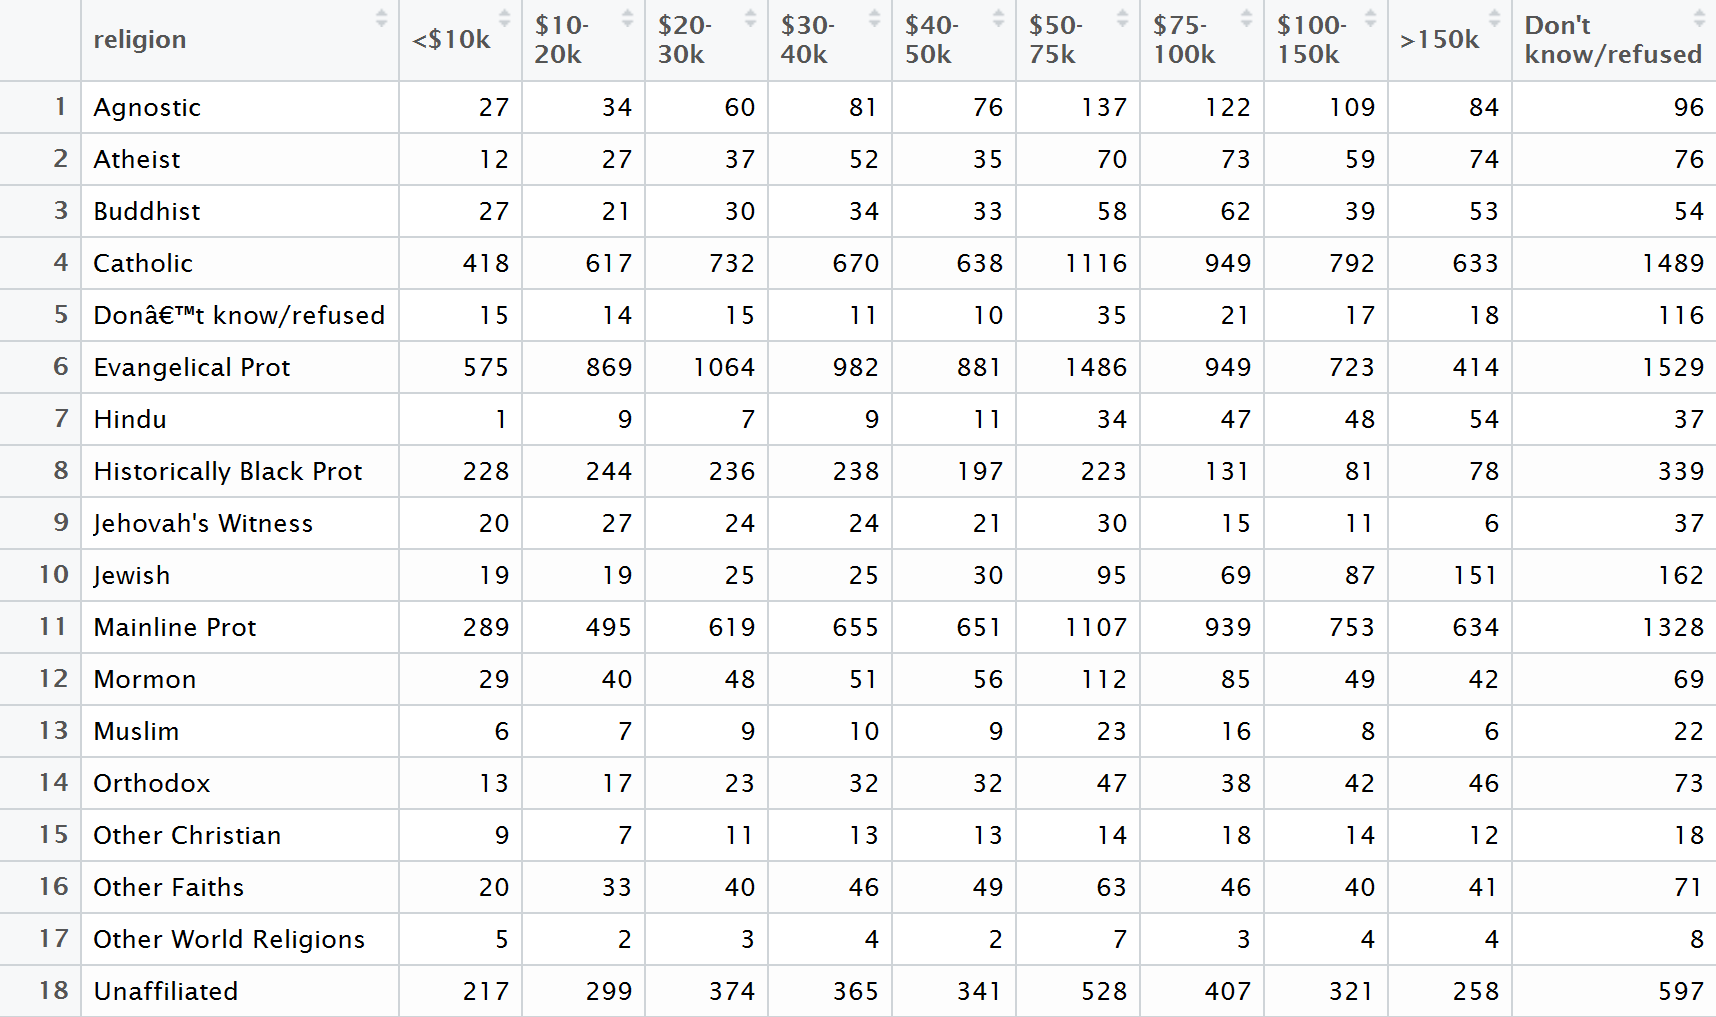 religion <$10k $10-20k $20-30k $30-40k $40-50k $50-75k $75-100k $100-150k >150k Don't know/refused
1 Agnostic 27 34 60 81 76 137 122 109 84 96
2 Atheist 12 27 37 52 35 70 73 59 74 76
3 Buddhist 27 21 30 34 33 58 62 39 53 54
4 Catholic 418 617 732 670 638 1116 949 792 633 1489
5 Donâ€™t know/refused 15 14 15 11 10 35 21 17 18 116
6 Evangelical Prot 575 869 1064 982 881 1486 949 723 414 1529
7 Hindu 1 9 7 9 11 34 47 48 54 37
8 Historically Black Prot 228 244 236 238 197 223 131 81 78 339
9 Jehovah's Witness 20 27 24 24 21 30 15 11 6 37
10 Jewish 19 19 25 25 30 95 69 87 151 162
11 Mainline Prot 289 495 619 655 651 1107 939 753 634 1328
12 Mormon 29 40 48 51 56 112 85 49 42 69
13 Muslim 6 7 9 10 9 23 16 8 6 22
14 Orthodox 13 17 23 32 32 47 38 42 46 73
15 Other Christian 9 7 11 13 13 14 18 14 12 18
16 Other Faiths 20 33 40 46 49 63 46 40 41 71
17 Other World Religions 5 2 3 4 2 7 3 4 4 8
18 Unaffiliated 217 299 374 365 341 528 407 321 258 597